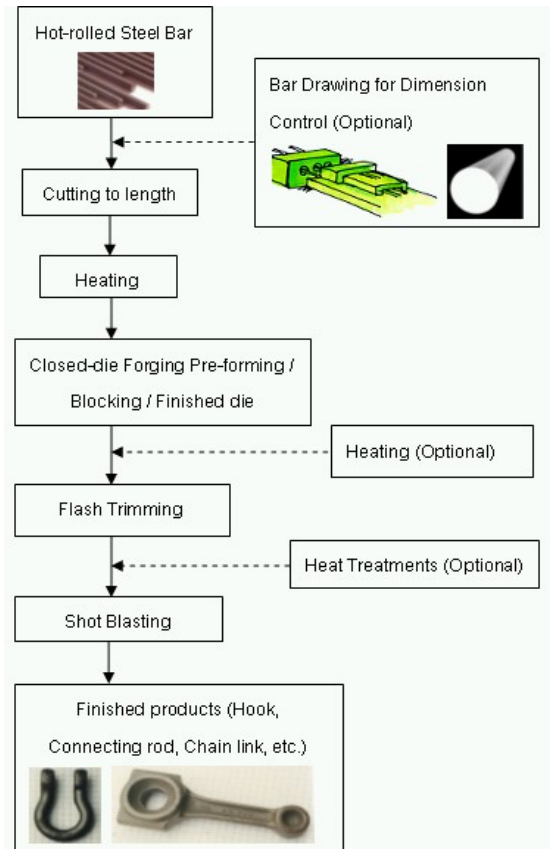 Hot-rolled Steel Bar
Bar Drawing for Dimension
Control (Optional)
Cutting to length
Heating
Closed-die Forging Pre-forming /
Blocking / Finished die
Heating (Optional)
Flash Trimming
Heat Treatments (Optional)
Shot Blasting
Finished products (Hook,
Connecting rod, Chain link, etc.)